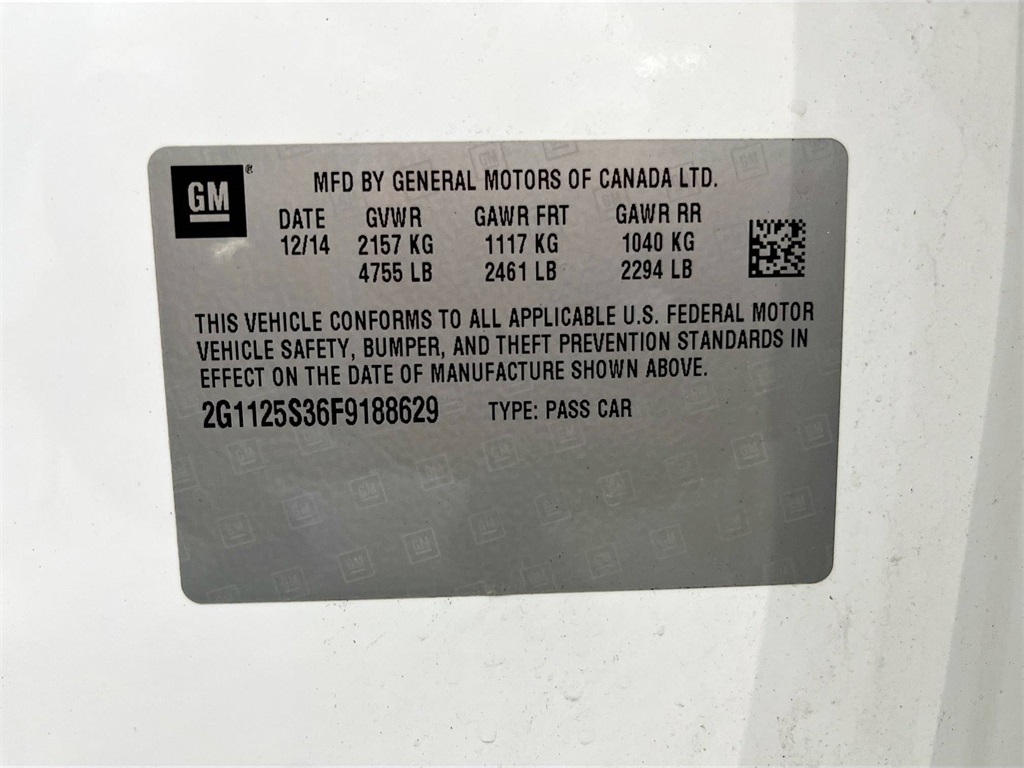 GM®
MFD BY GENERAL MOTORS OF CANADA LTD.
DATE GVWR GAWR FRT GAWR RR
12/14 2157 KG 1117 KG 1040 KG
4755 LB 2461 LB 2294 LB
THIS VEHICLE CONFORMS TO ALL APPLICABLE U.S. FEDERAL MOTOR
VEHICLE SAFETY, BUMPER, AND THEFT PREVENTION STANDARDS IN
EFFECT ON THE DATE OF MANUFACTURE SHOWN ABOVE.
2G1125S36F9188629 TYPE: PASS CAR